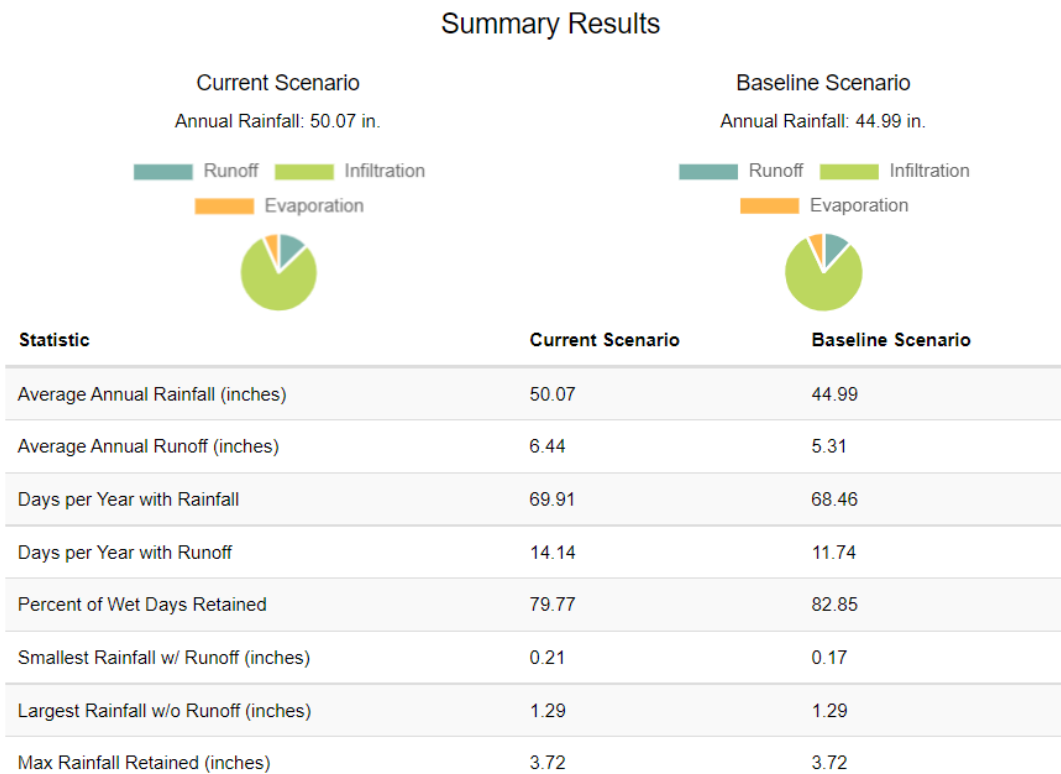 Summary Results
Current Scenario
Annual Rainfall: 50.07 in.
Runoff Infiltration
Evaporation
Baseline Scenario
Annual Rainfall: 44.99 in.
Runoff Infiltration
Evaporation
Statistic Current Scenario Baseline Scenario
Average Annual Rainfall (inches) 50.07 44.99
Average Annual Runoff (inches) 6.44 5.31
Days per Year with Rainfall 69.91 68.46
Days per Year with Runoff 14.14 11.74
Percent of Wet Days Retained 79.77 82.85
Smallest Rainfall w/ Runoff (inches) 0.21 0.17
Largest Rainfall w/o Runoff (inches) 1.29 1.29
Max Rainfall Retained (inches) 3.72 3.72